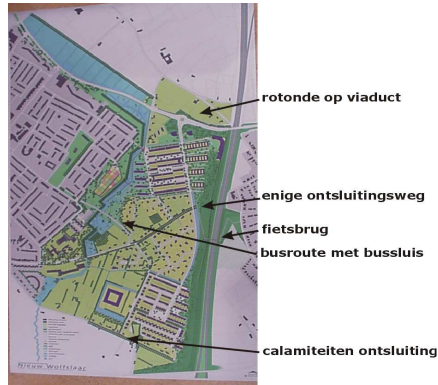 rotonde op viaduct
enige ontsluitingsweg
fietsbrug
busroute met bussluis
calamiteiten ontsluiting
Nieuw Wolfslaar